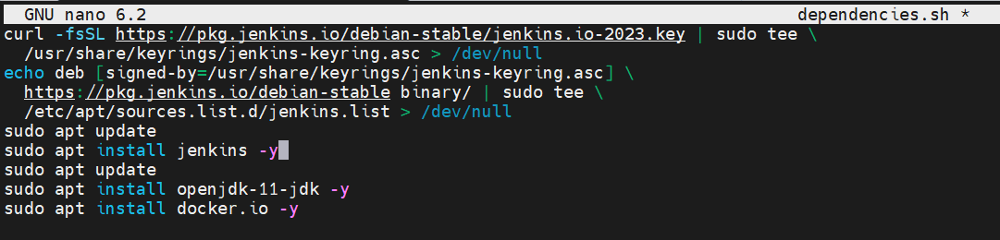 GNU nano 6.2 dependencies.sh *
curl -fsSL https://pkg.jenkins.io/debian-stable/jenkins.io-2023.key | sudo tee \
/usr/share/keyrings/jenkins-keyring.asc > /dev/null
echo deb [signed-by=/usr/share/keyrings/jenkins-keyring.asc] \
https://pkg.jenkins.io/debian-stable binary/ | sudo tee \
/etc/apt/sources.list.d/jenkins.list > /dev/null
sudo apt update
sudo apt install jenkins -y
sudo apt update
sudo apt install openjdk-11-jdk -y
sudo apt install docker.io -y